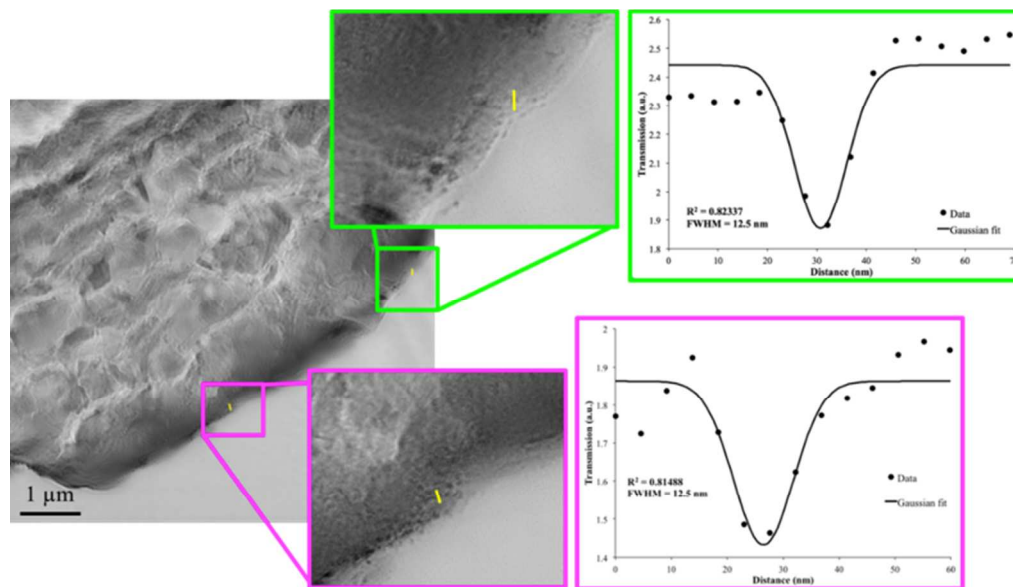 2.6
2.5
2.4
2.3
2.2
2.1
2
1.9
1.8
Transmission (a.u.)
R² = 0.82337
FWHM = 12.5 nm
Data
Gaussian fit
0 10 20 30 40 50 60
Distance (nm)
1 µm
2
1.9
1.8
1.7
1.6
1.5
1.4
Transmission (a.u.)
R² = 0.81488
FWHM = 12.5 nm
Data
Gaussian fit
0 10 20 30 40 50 60
Distance (nm)